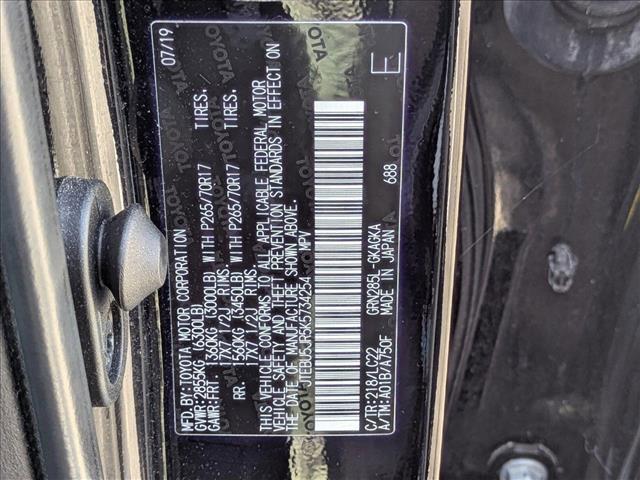 MFD.BY:TOYOTA MOTOR CORPORATION 07/19
GVWR:2855KG (6300LB)
GAWR:FRT. 1360KG (3000LB) WITH P265/70R17 TIRES.
17X7 1/2J RIMS.
RR. 1560KG (3450LB) WITH P265/70R17 TIRES.
17X7 1/2J RIMS.
THIS VEHICLE CONFORMS TO ALL APPLICABLE FEDERAL MOTOR
VEHICLE SAFETY AND THEFT PREVENTION STANDARDS IN EFFECT ON
THE DATE OF MANUFACTURE SHOWN ABOVE.
JTEBU5JR5K5734254 MPV
E
C/TR:218/LC22 GRN285L-GKAGKA 688
A/TM:A01B/A750F MADE IN JAPAN